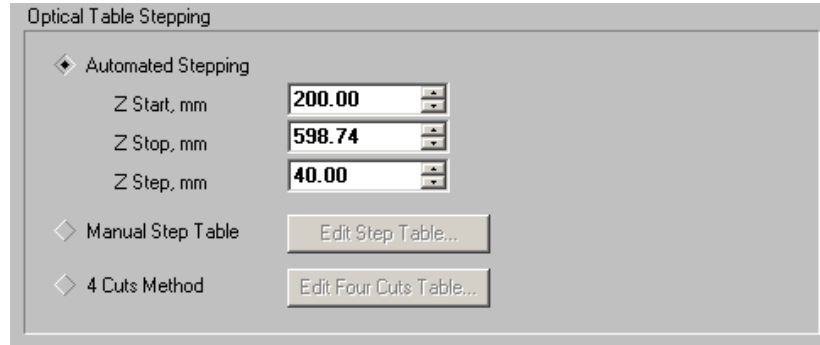 Optical Table Stepping
Automated Stepping
Z Start, mm 200.00
Z Stop, mm 598.74
Z Step, mm 40.00
Manual Step Table Edit Step Table...
4 Cuts Method Edit Four Cuts Table...